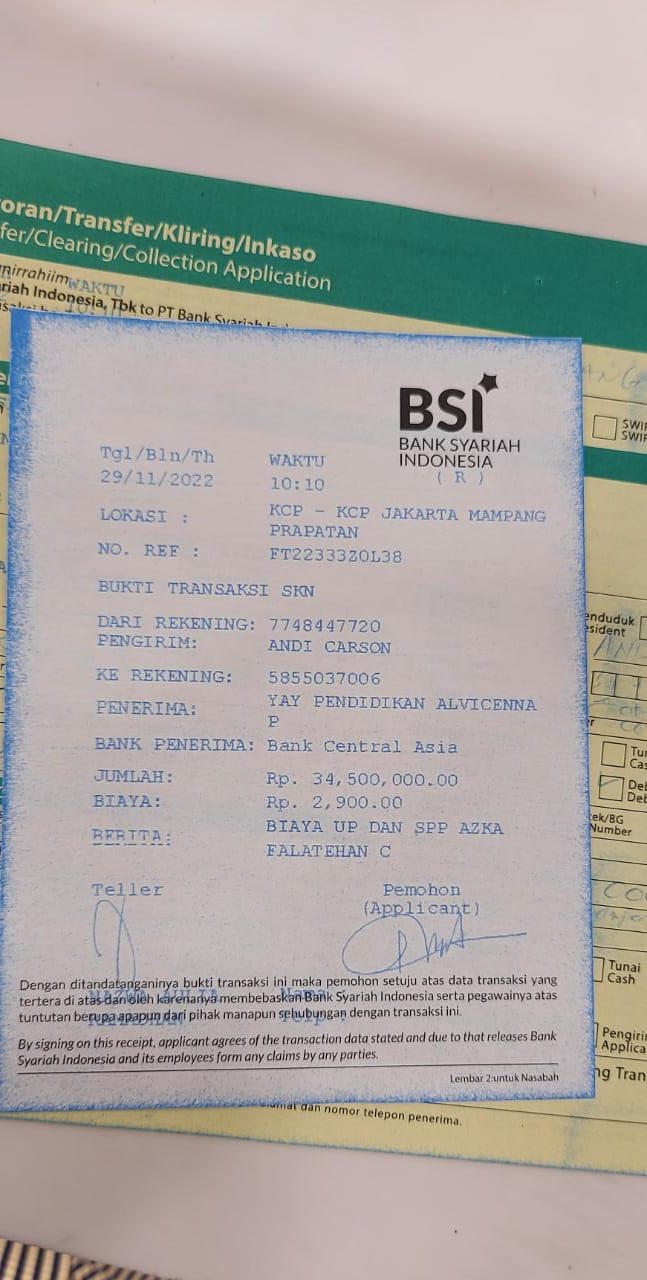 oran/Transfer/Kliring/Inkaso
fer/Clearing/Collection Application
nirrahiim
WAKTU
riah Indonesia, Tbk to PT Bank Syariah
SWIF
SWIF
BSI
BANK SYARIAH
INDONESIA
( R )
Tgl/Bln/Th WAKTU
29/11/2022 10:10
LOKASI : KCP - KCP JAKARTA MAMPANG
PRAPATAN
NO. REF : FT22333Z0L38
BUKTI TRANSAKSI SKN
DARI REKENING: 7748447720
PENGIRIM: ANDI CARSON
KE REKENING: 5855037006
PENERIMA: YAY PENDIDIKAN ALVICENNA
P
BANK PENERIMA: Bank Central Asia
JUMLAH: Rp. 34,500,000.00
BIAYA: Rp. 2,900.00
BERITA: BIAYA UP DAN SPP AZKA
FALATEHAN C
Teller Pemohon
(Applicant)
Dengan ditandatanganinya bukti transaksi ini maka pemohon setuju atas data transaksi yang
tertera di atas dan oleh karenanya membebaskan Bank Syariah Indonesia serta pegawainya atas
tuntutan berupa apapun dari pihak manapun sehubungan dengan transaksi ini.
By signing on this receipt, applicant agrees of the transaction data stated and due to that releases Bank
Syariah Indonesia and its employees form any claims by any parties.
Lembar 2:untuk Nasabah
enduduk
sident
Tu
Cas
Deb
Deb
ek/BG
Number
Tunai
Cash
Pengirin
Applica
ng Tran
dan nomor telepon penerima.